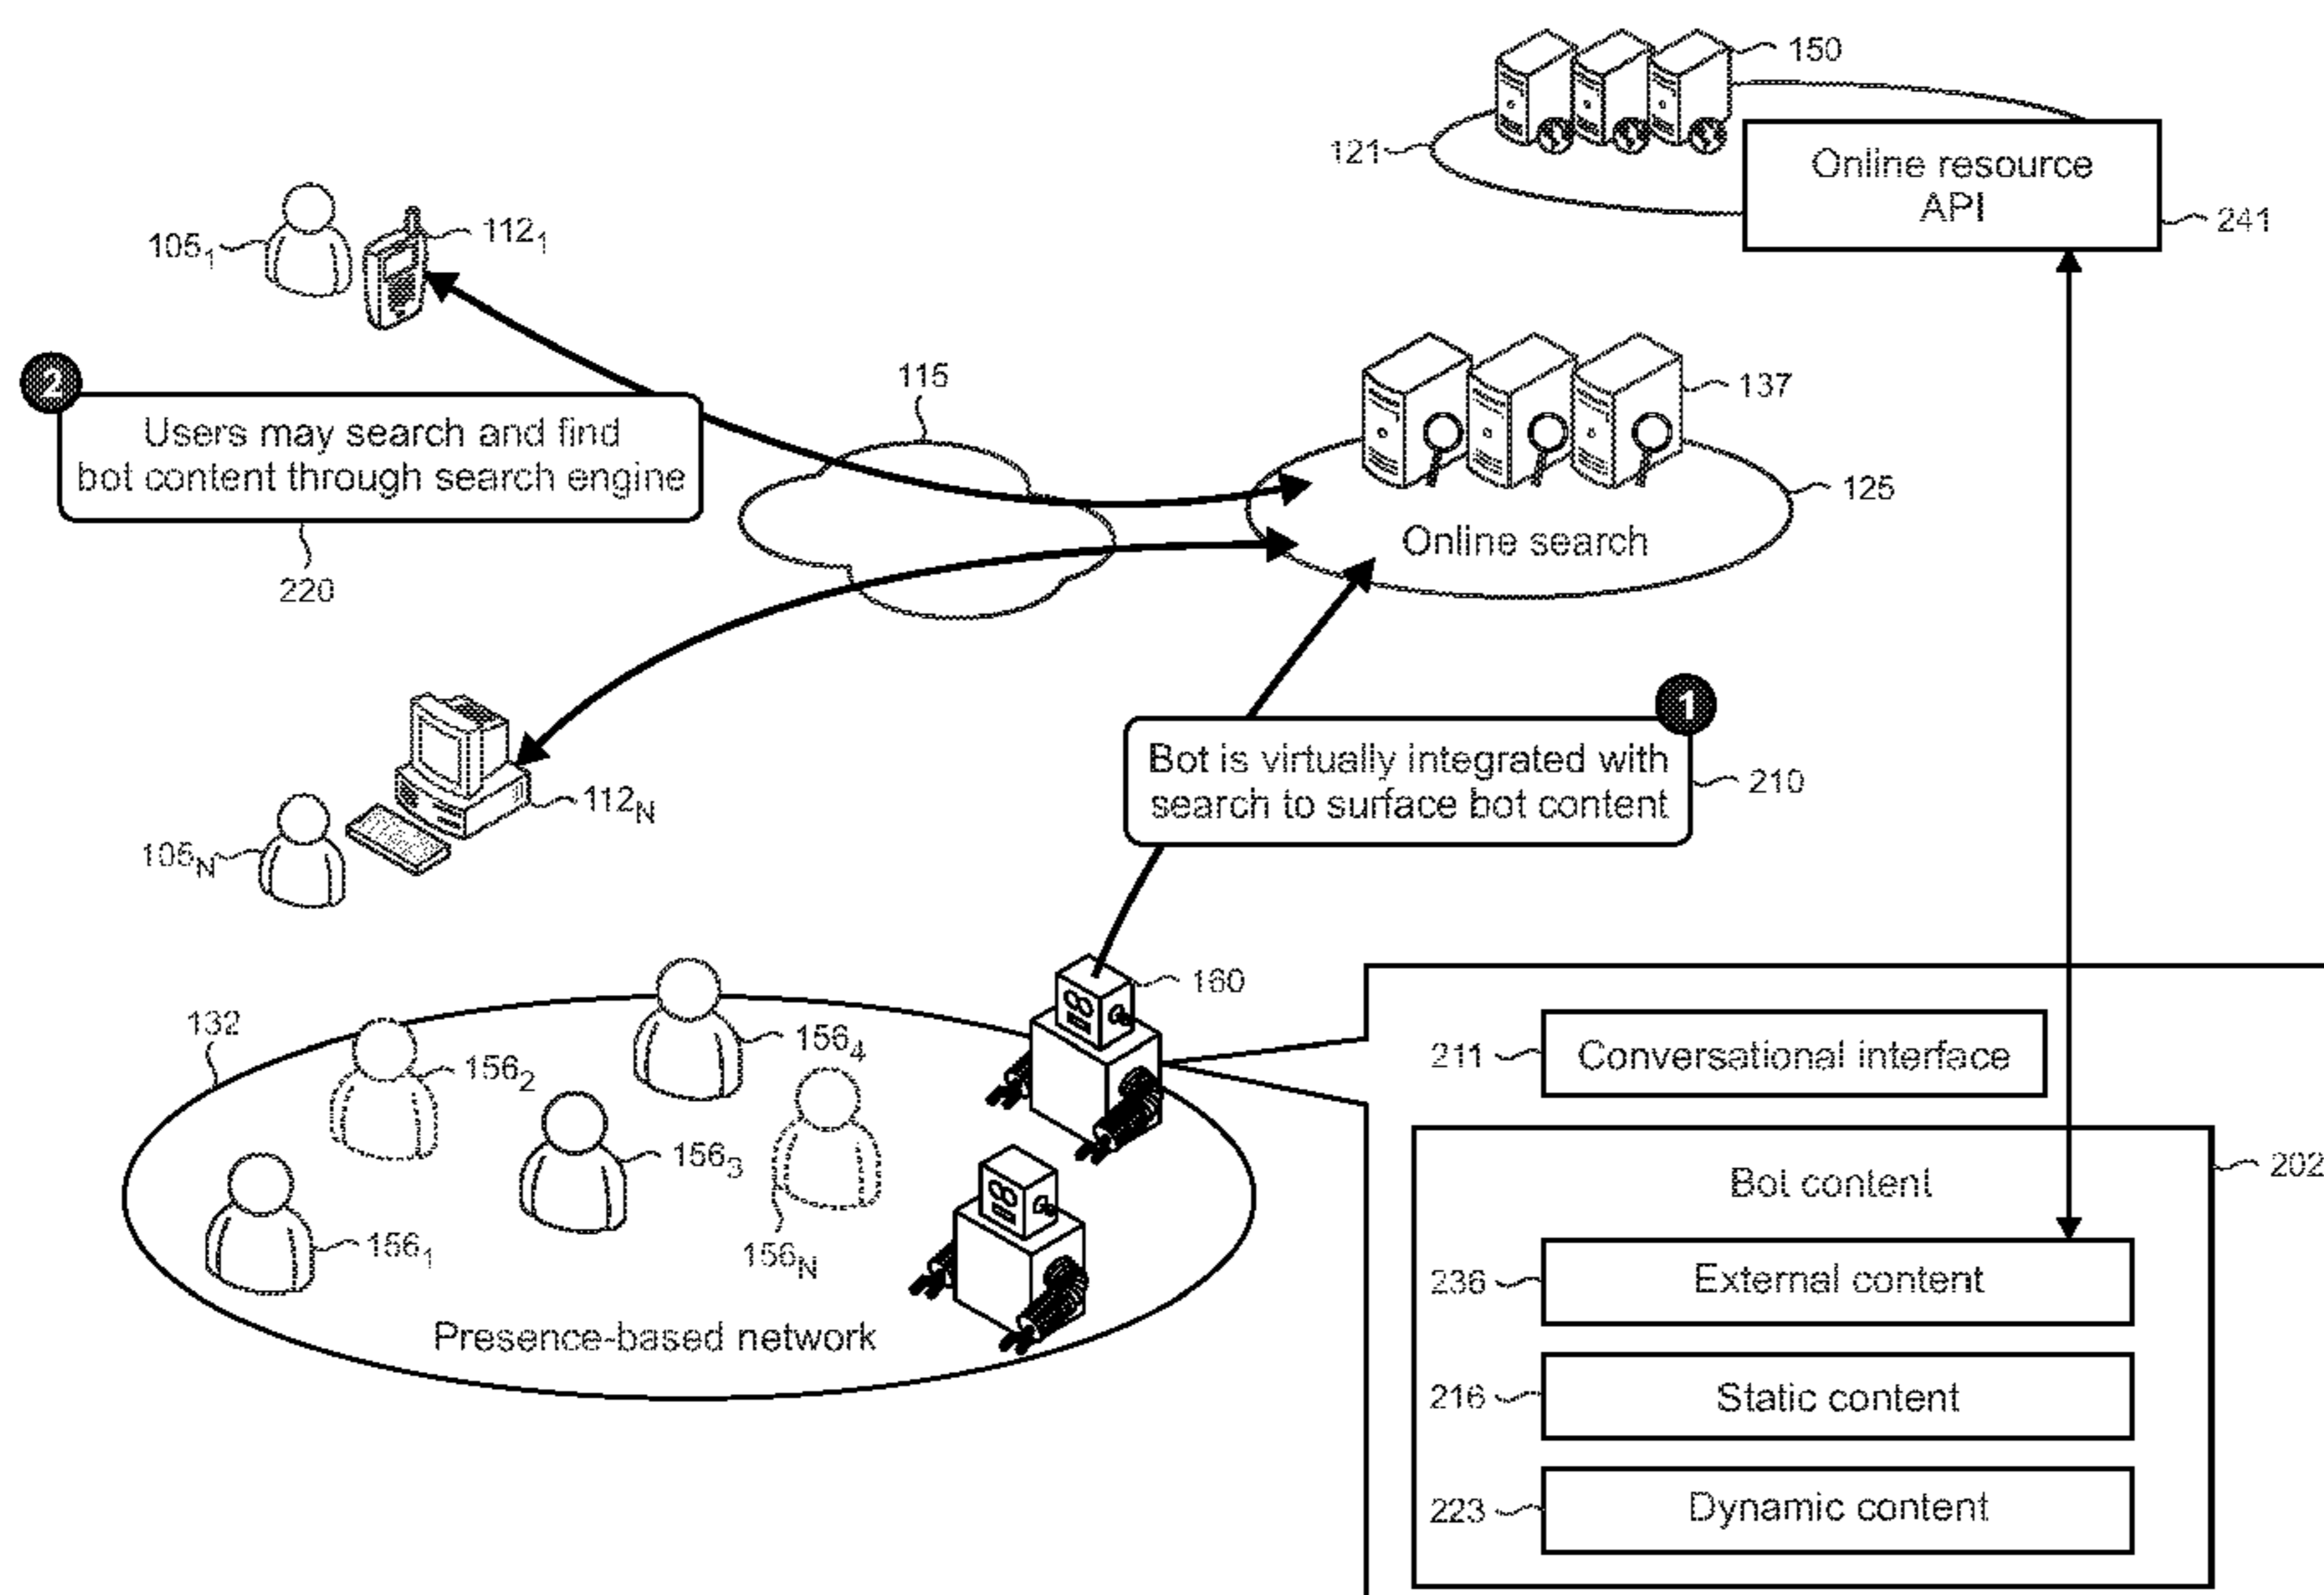 150
121
Online resource
API
241
105₁
112₁
2
Users may search and find
bot content through search engine
220
115
137
125
Online search
1
Bot is virtually integrated with
search to surface bot content
210
112N
105N
160
132
156₁
156₂
156₃
156₄
156N
Presence-based network
211
Conversational interface
Bot content
202
236
External content
216
Static content
223
Dynamic content